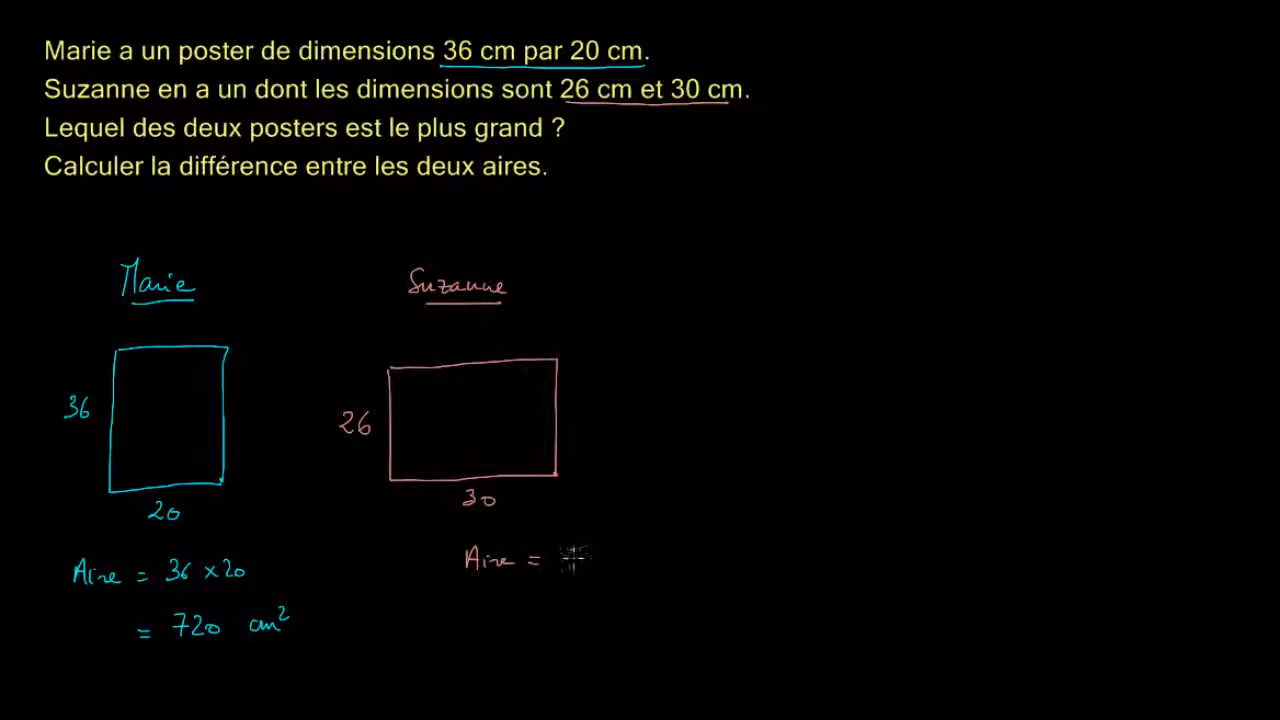 Marie a un poster de dimensions 36 cm par 20 cm.
Suzanne en a un dont les dimensions sont 26 cm et 30 cm.
Lequel des deux posters est le plus grand ?
Calculer la différence entre les deux aires.
Marie
Suzanne
36
26
20
30
Aire = 36 × 20
= 720 cm²
Aire =